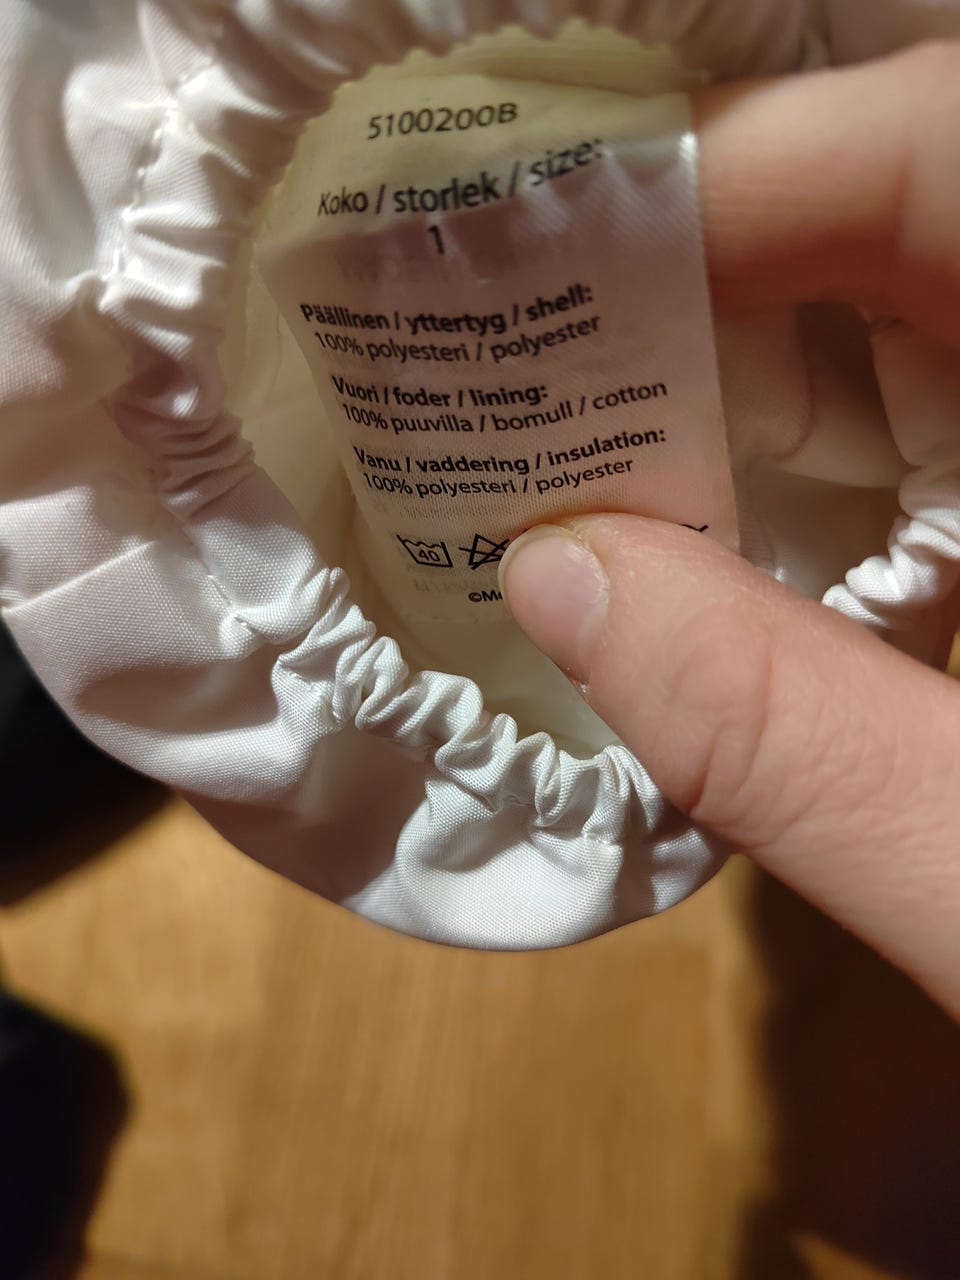 5100200B
Koko / storlek / size:
1
Päällinen / yttertyg / shell:
100% polyesteri / polyester
Vuori / foder / lining:
100% puuvilla / bomull / cotton
Vanu / vaddering / insulation:
100% polyesteri / polyester
40